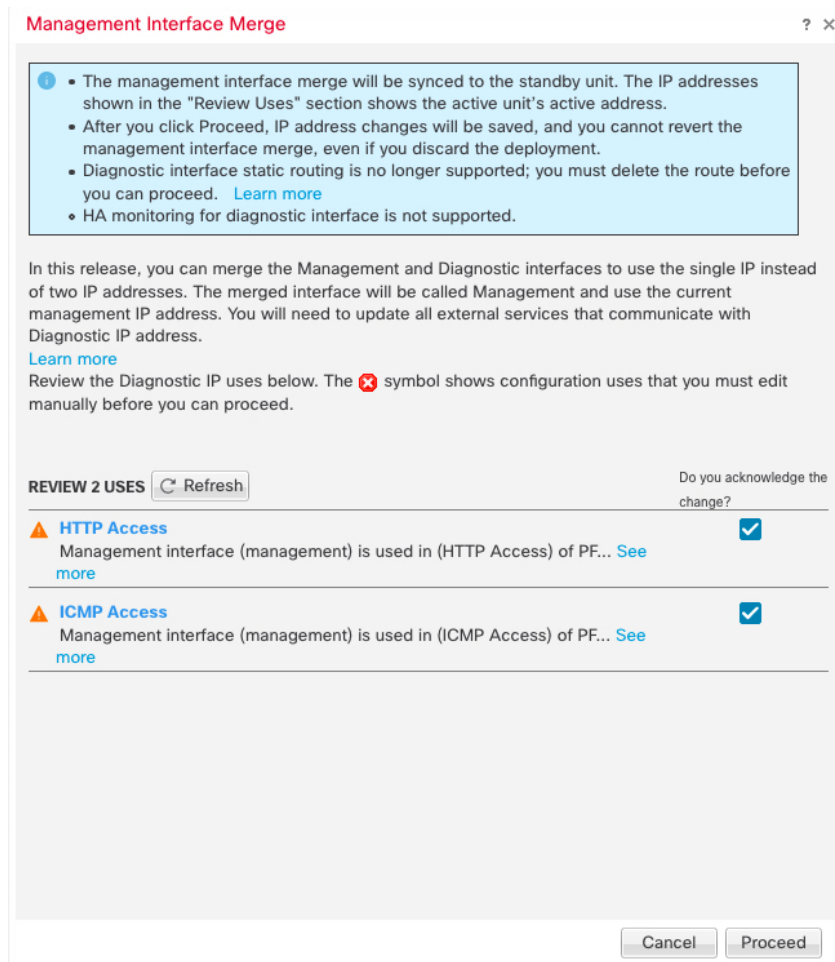 Management Interface Merge ? ×
• The management interface merge will be synced to the standby unit. The IP addresses
shown in the "Review Uses" section shows the active unit's active address.
• After you click Proceed, IP address changes will be saved, and you cannot revert the
management interface merge, even if you discard the deployment.
• Diagnostic interface static routing is no longer supported; you must delete the route before
you can proceed. Learn more
• HA monitoring for diagnostic interface is not supported.
In this release, you can merge the Management and Diagnostic interfaces to use the single IP instead
of two IP addresses. The merged interface will be called Management and use the current
management IP address. You will need to update all external services that communicate with
Diagnostic IP address.
Learn more
Review the Diagnostic IP uses below. The symbol shows configuration uses that you must edit
manually before you can proceed.
REVIEW 2 USES Refresh
Do you acknowledge the
change?
HTTP Access
Management interface (management) is used in (HTTP Access) of PF... See
more
ICMP Access
Management interface (management) is used in (ICMP Access) of PF... See
more
Cancel Proceed